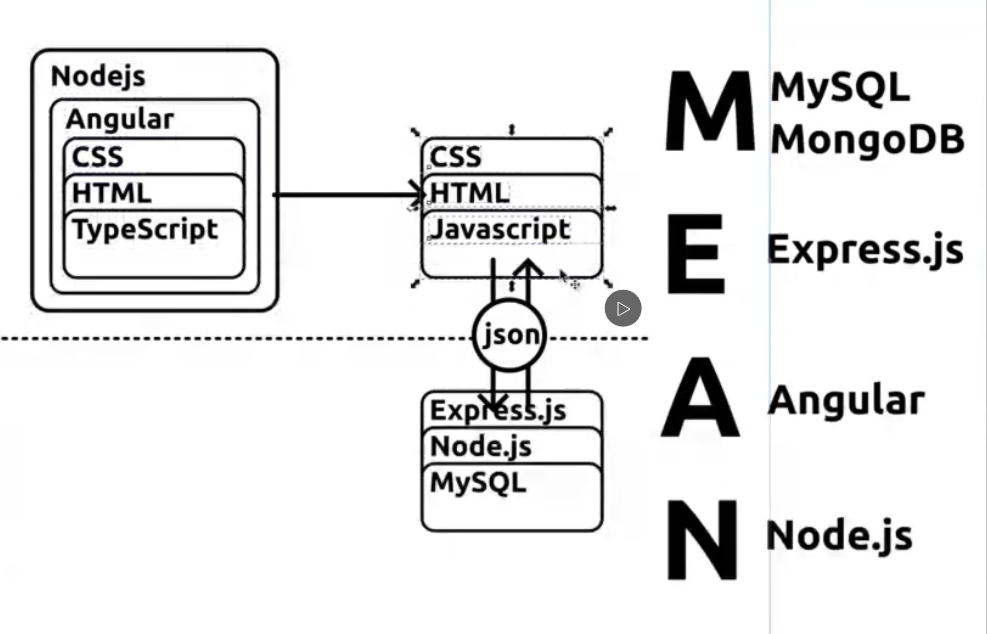 Nodejs
Angular
CSS
HTML
TypeScript
CSS
HTML
Javascript
json
Express.js
Node.js
MySQL
M
MySQL
MongoDB
E
Express.js
A
Angular
N
Node.js